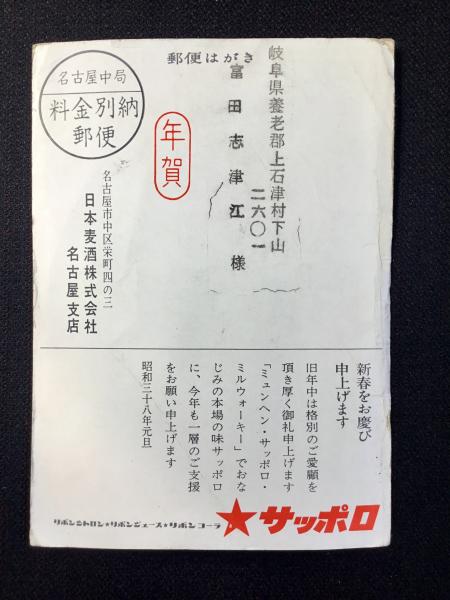 郵便はがき
岐阜県養老郡上石津村下山
二六〇一
富田志津江様
年賀
名古屋中局
料金別納
郵便
名古屋市中区栄町四の三
日本麦酒株式会社
名古屋支店
新春をお慶び
申上げます
旧年中は格別のご愛顧を
頂き厚く御礼申上げます
「ミュンヘン・サッポロ・
ミルウォーキー」でおな
じみの本場の味サッポロ
に、今年も一層のご支援
をお願い申上げます
昭和三十八年元旦
★サッポロ
リボンシトロン★リボンジュース★リボンコーラ